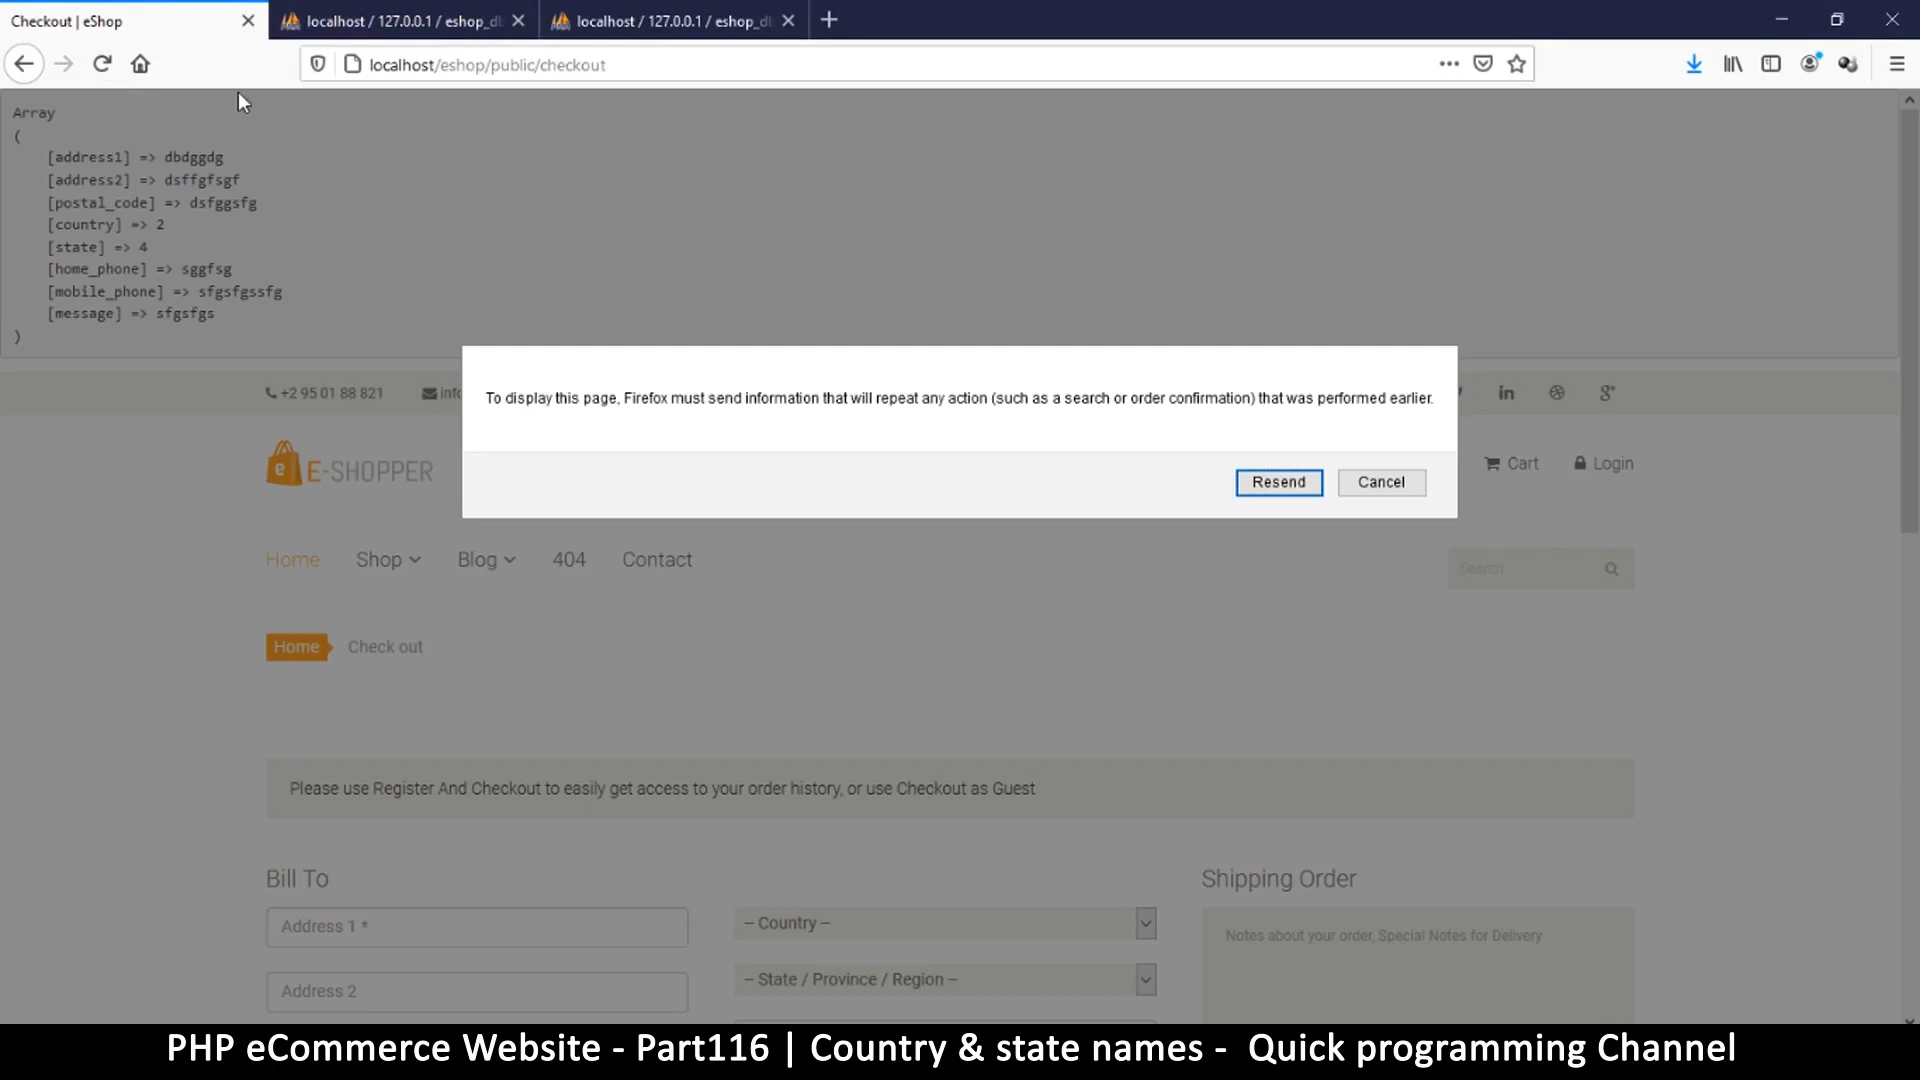 Checkout | eShop
localhost / 127.0.0.1 / eshop_db
localhost / 127.0.0.1 / eshop_db
localhost/eshop/public/checkout
Array
(
[address1] => dbdggdg
[address2] => dsffgfsgf
[postal_code] => dsfggsfg
[country] => 2
[state] => 4
[home_phone] => sggfsg
[mobile_phone] => sfgsfgssfg
[message] => sfgsfgs
)
+2 95 01 88 821
info
To display this page, Firefox must send information that will repeat any action (such as a search or order confirmation) that was performed earlier.
Resend
Cancel
E-SHOPPER
Cart
Login
Home
Shop
Blog
404
Contact
Search
Home
Check out
Please use Register And Checkout to easily get access to your order history, or use Checkout as Guest
Bill To
Shipping Order
Address 1 *
-- Country --
Notes about your order, Special Notes for Delivery
Address 2
-- State / Province / Region --
PHP eCommerce Website - Part116 | Country & state names - Quick programming Channel